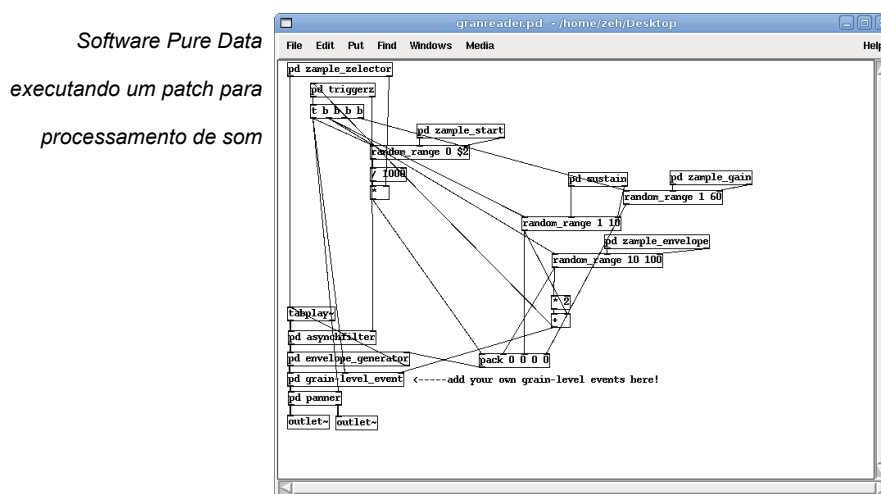 Software Pure Data
executando um patch para
processamento de som
granreader.pd - /home/zeh/Desktop
File Edit Put Find Windows Media Help
pd zample_zelector
pd triggerz
t b b b b
pd zample_start
random_range 0 $2
/ 1000
*
pd sustain
pd zample_gain
random_range 1 60
random_range 1 10
pd zample_envelope
random_range 10 100
* 2
+
tabplay~
pd asynchfilter
pd envelope_generator
pack 0 0 0 0
pd grain-level_event <-----add your own grain-level events here!
pd panner
outlet~ outlet~